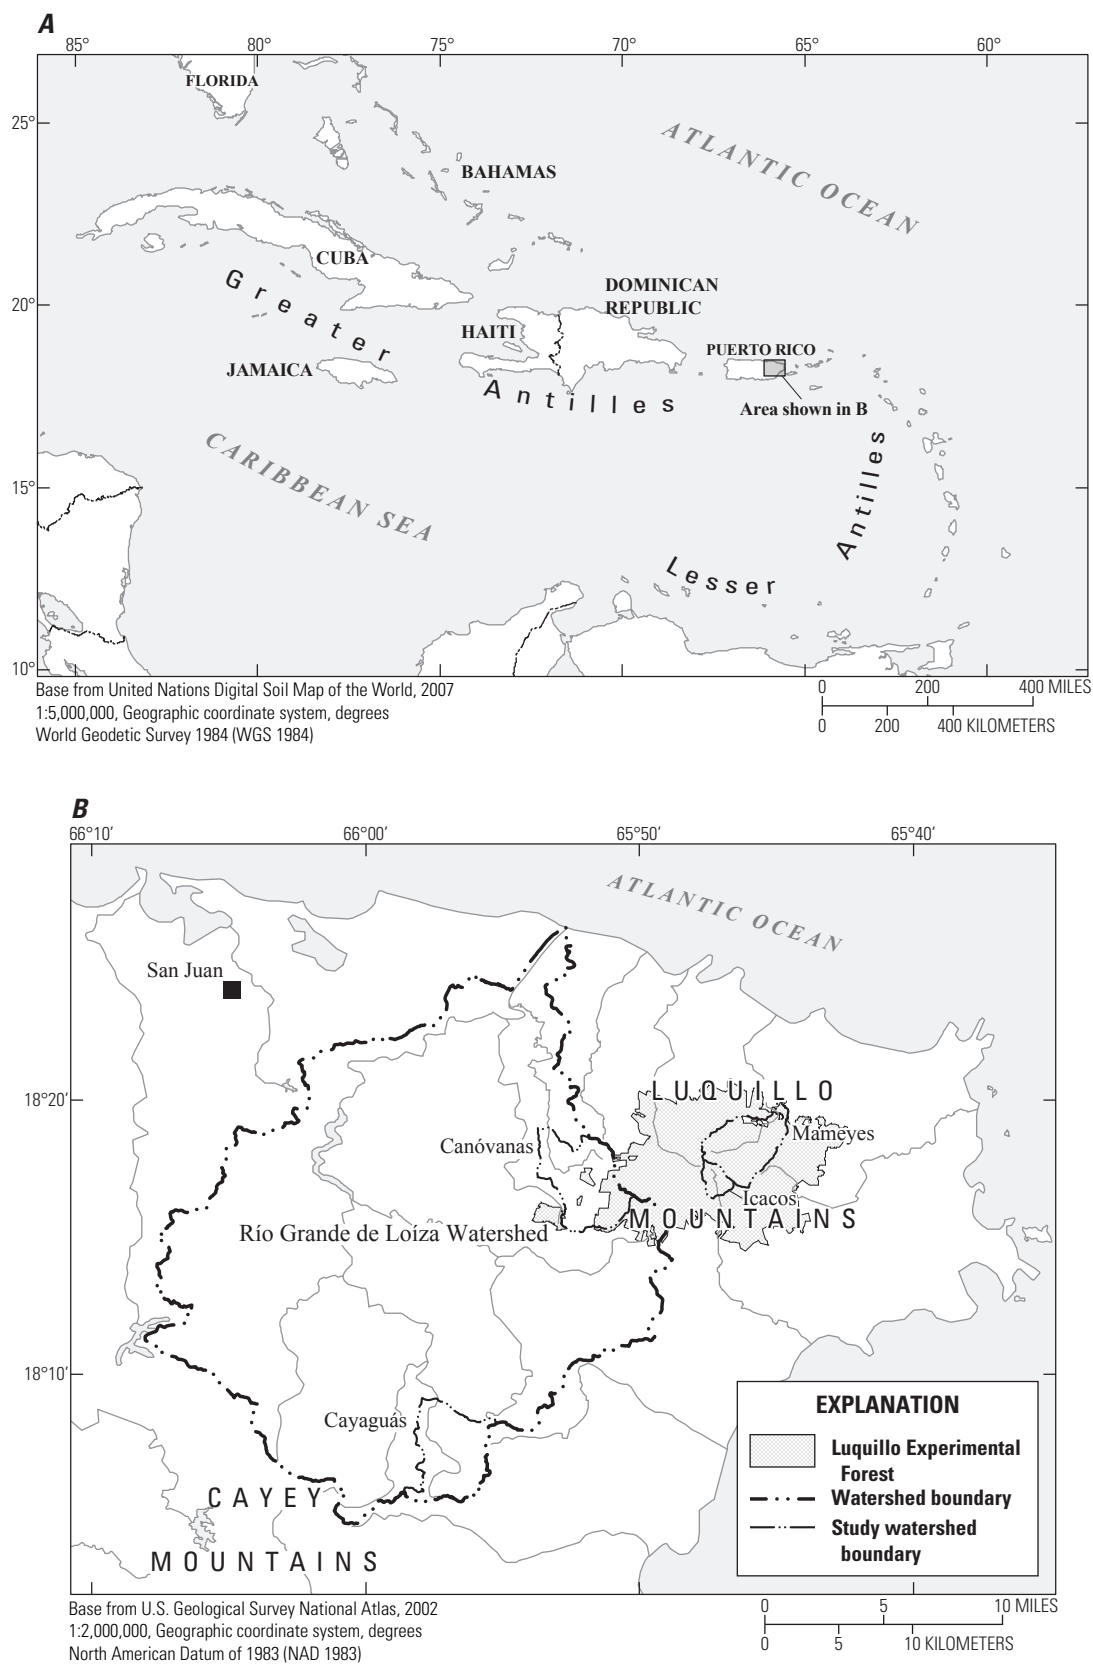 A
85° 80° 75° 70° 65° 60°
FLORIDA
25°
ATLANTIC OCEAN
BAHAMAS
CUBA
Greater
DOMINICAN
REPUBLIC
20°
HAITI
PUERTO RICO
JAMAICA
Antilles
Area shown in B
CARIBBEAN SEA
Antilles
15°
Lesser
10°
Base from United Nations Digital Soil Map of the World, 2007
1:5,000,000, Geographic coordinate system, degrees
World Geodetic Survey 1984 (WGS 1984)
0 200 400 MILES
0 200 400 KILOMETERS
B
66°10′ 66°00′ 65°50′ 65°40′
ATLANTIC OCEAN
San Juan
18°20′
LUQUILLO
Mameyes
Canóvanas
Icacos
MOUNTAINS
Río Grande de Loíza Watershed
18°10′
Cayaguás
CAYEY
MOUNTAINS
EXPLANATION
Luquillo Experimental
Forest
Watershed boundary
Study watershed
boundary
Base from U.S. Geological Survey National Atlas, 2002
1:2,000,000, Geographic coordinate system, degrees
North American Datum of 1983 (NAD 1983)
0 5 10 MILES
0 5 10 KILOMETERS